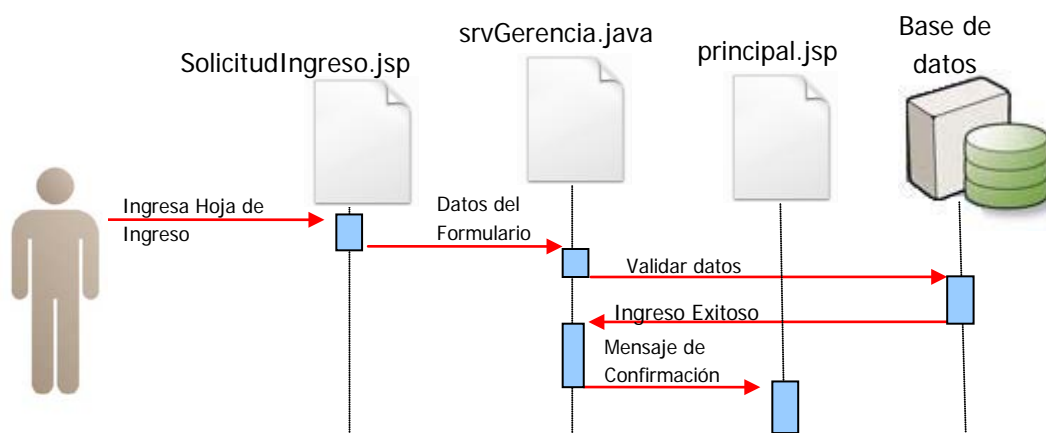 SolicitudIngreso.jsp
srvGerencia.java
principal.jsp
Base de
datos
Ingresa Hoja de
Ingreso
Datos del
Formulario
Validar datos
Ingreso Exitoso
Mensaje de
Confirmación